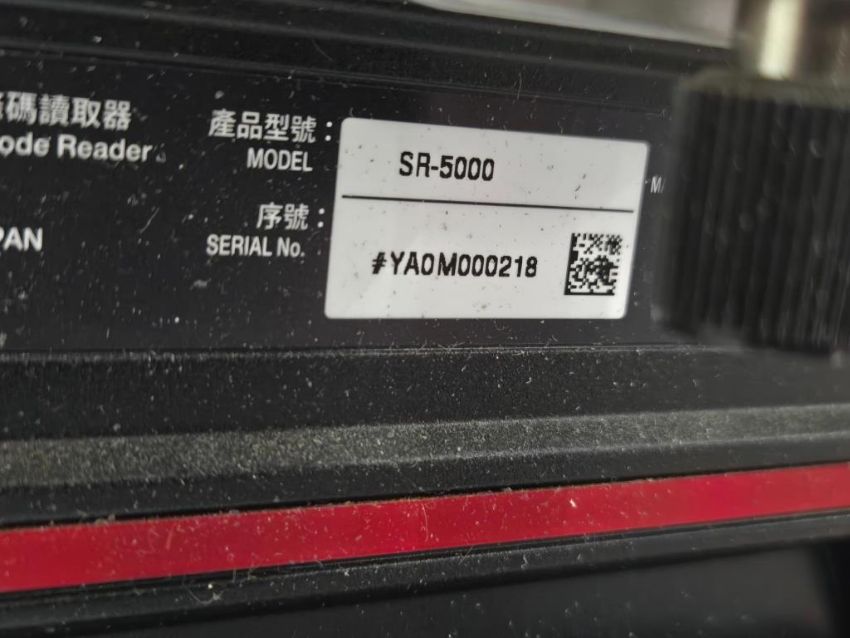 碼讀取器
ode Reader
PAN
產品型號：
MODEL
SR-5000
序號：
SERIAL No.
#YA0M000218